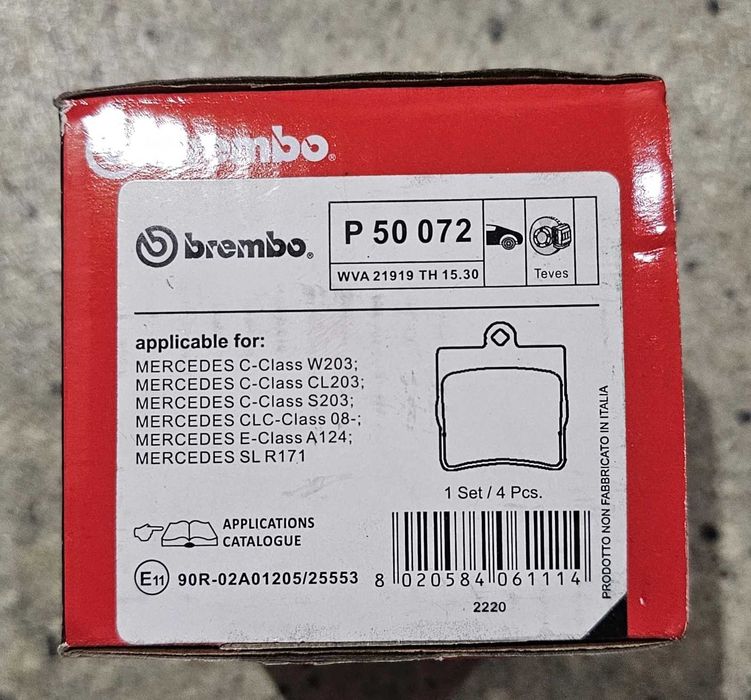 brembo
brembo
P 50 072
WVA 21919 TH 15.30
Teves
applicable for:
MERCEDES C-Class W203;
MERCEDES C-Class CL203;
MERCEDES C-Class S203;
MERCEDES CLC-Class 08-;
MERCEDES E-Class A124;
MERCEDES SL R171
1 Set / 4 Pcs.
APPLICATIONS
CATALOGUE
E11 90R-02A01205/25553
8 020584 061114
2220
PRODOTTO NON FABBRICATO IN ITALIA